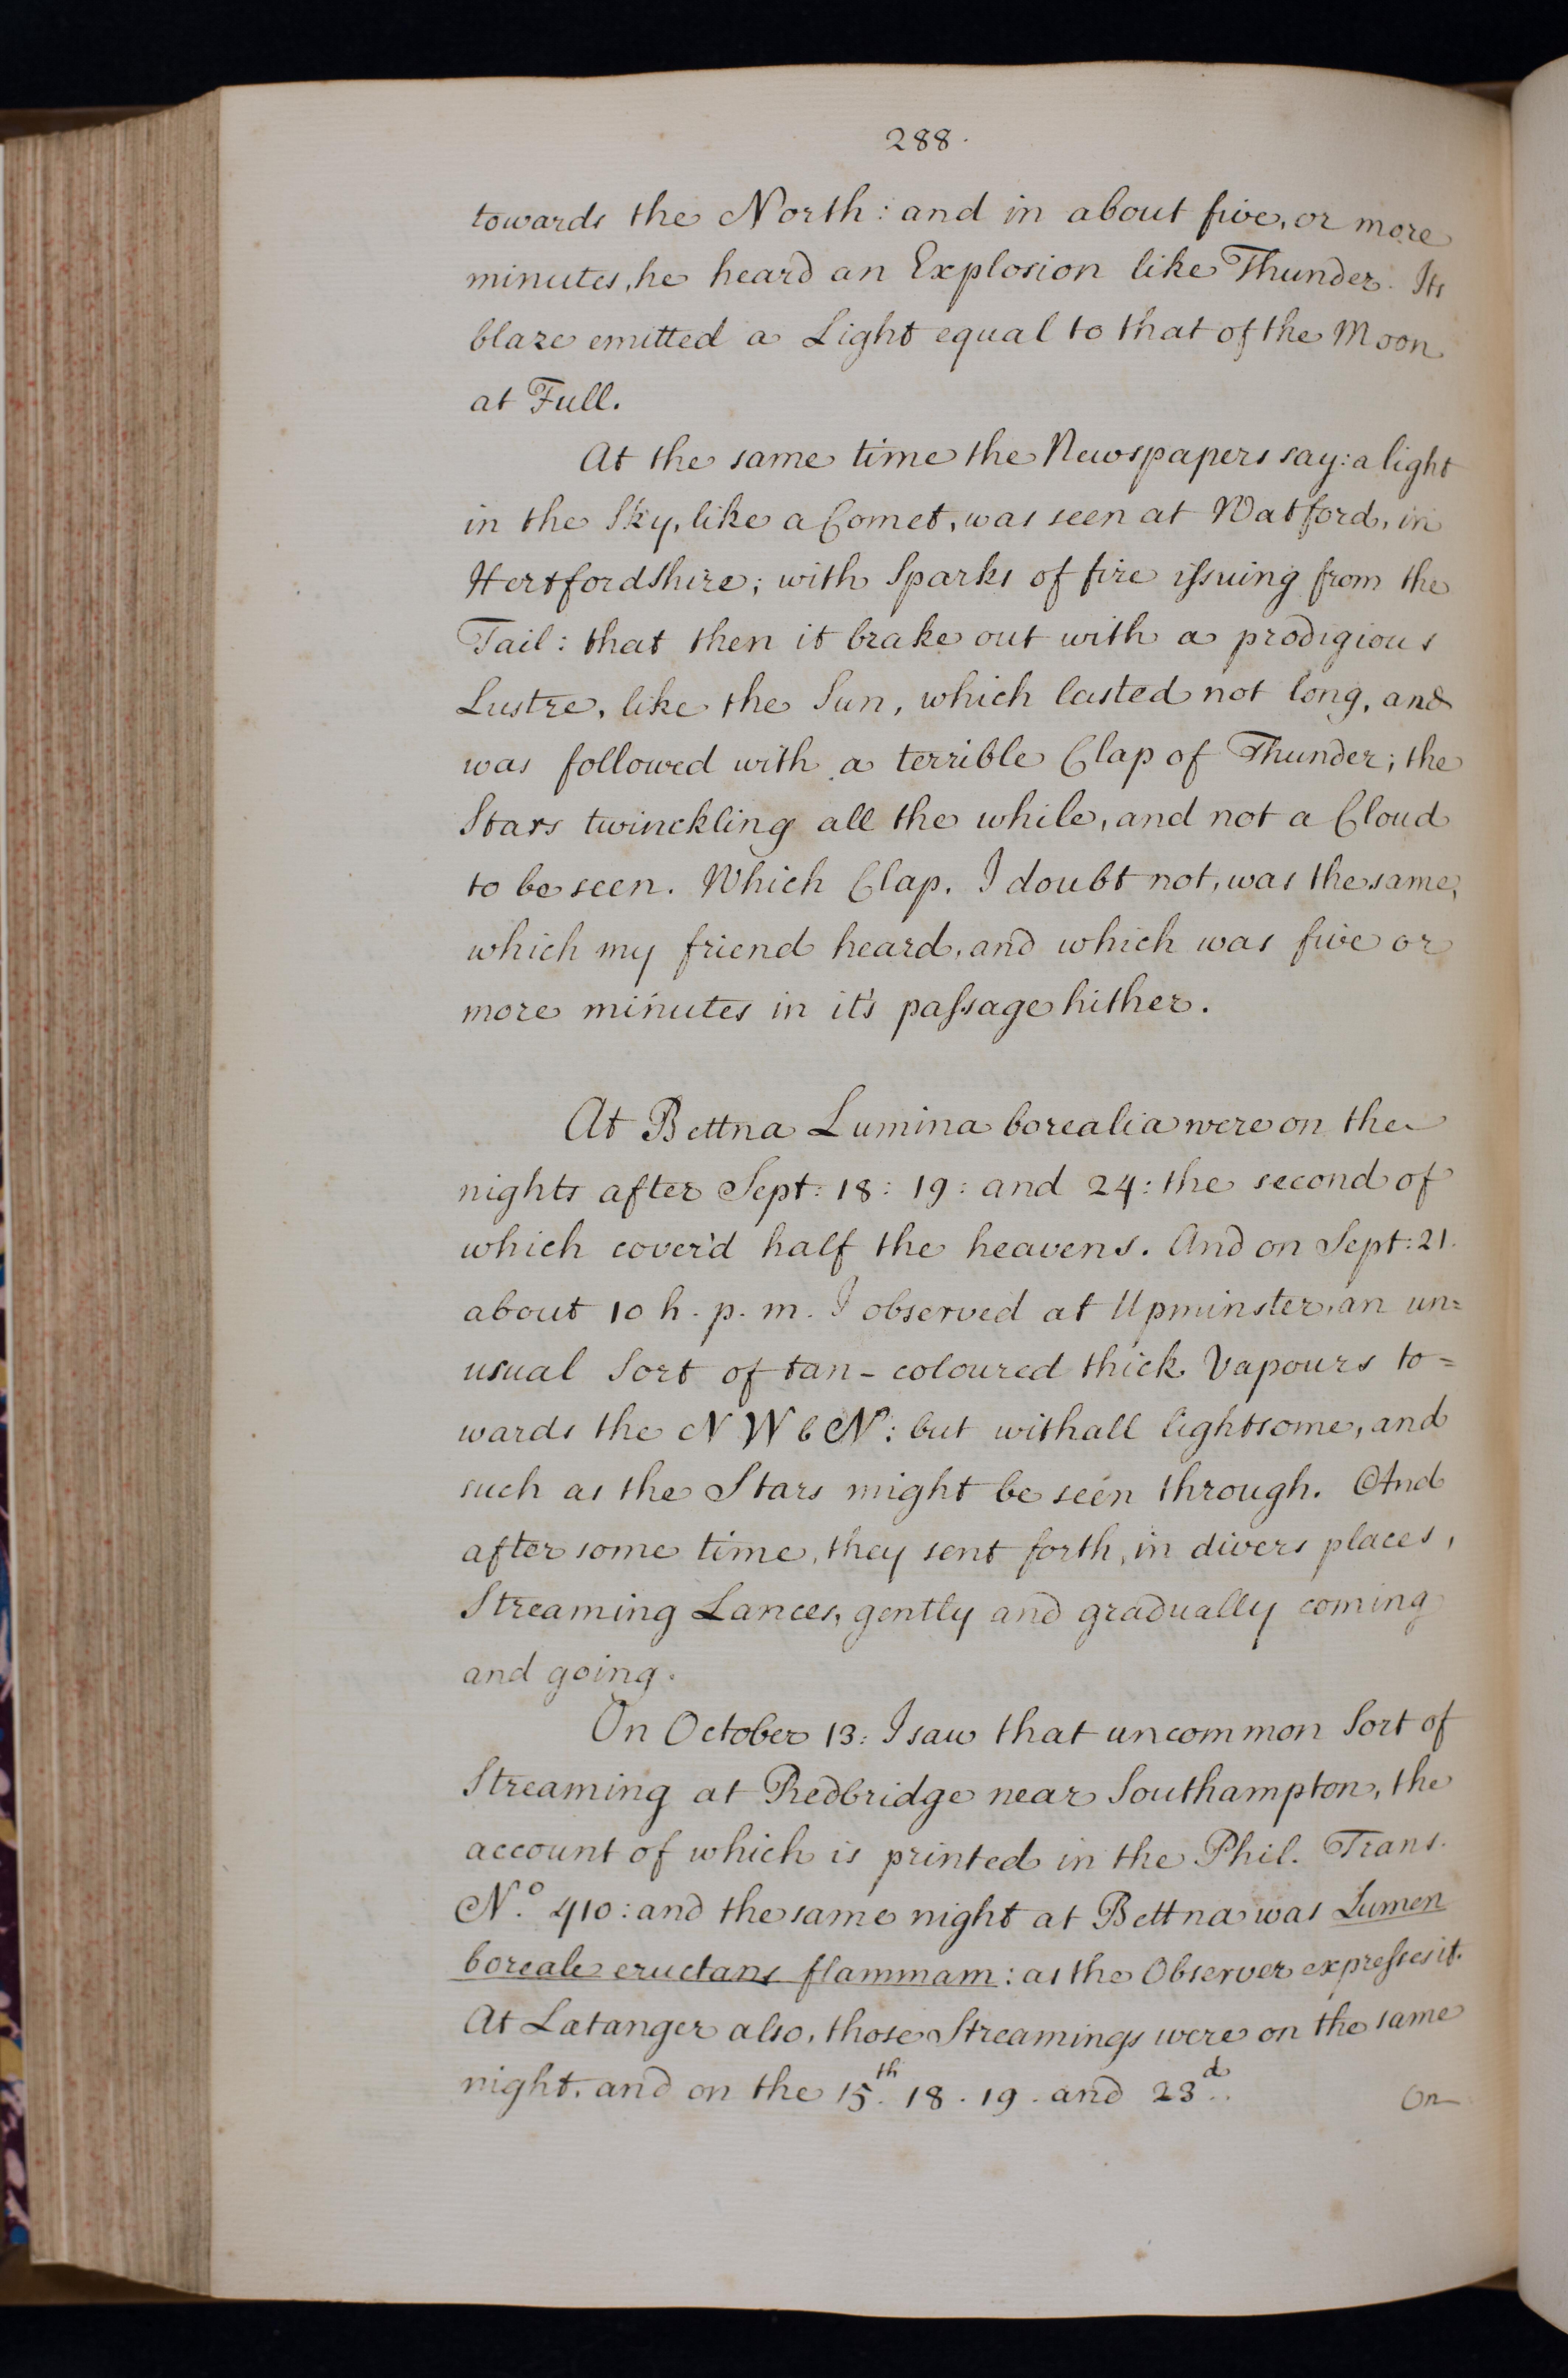 288.
towards the North: and in about five, or more
minutes, he heard an Explosion like Thunder. Its
blaze emitted a Light equal to that of the Moon
at Full.
At the same time the Newspapers say: a light
in the Sky, like a Comet, was seen at Watford, in
Hertfordshire; with Sparks of fire issuing from the
Tail: that then it brake out with a prodigious
Lustre, like the Sun, which lasted not long, and
was followed with a terrible Clap of Thunder; the
Stars twinckling all the while, and not a Cloud
to be seen. Which Clap, I doubt not, was the same,
which my friend heard, and which was five or
more minutes in it's passage hither.
At Bettna Lumina borealia were on the
nights after Sept: 18: 19: and 24: the second of
which cover'd half the heavens. And on Sept: 21.
about 10 h. p. m. I observed at Upminster, an un=
usual Sort of tan-coloured thick Vapours to=
wards the N W b N: but withall lightsome, and
such as the Stars might be seen through. And
after some time, they sent forth, in divers places,
Streaming Lances, gently and gradually coming
and going.
On October 13: I saw that uncommon Sort of
Streaming at Redbridge near Southampton, the
account of which is printed in the Phil. Trans.
N.º 410: and the same night at Bettna was Lumen
boreale eructans flammam: as the Observer expresses it.
At Latanger also, those Streamings were on the same
night, and on the 15th. 18. 19. and 23d..
On